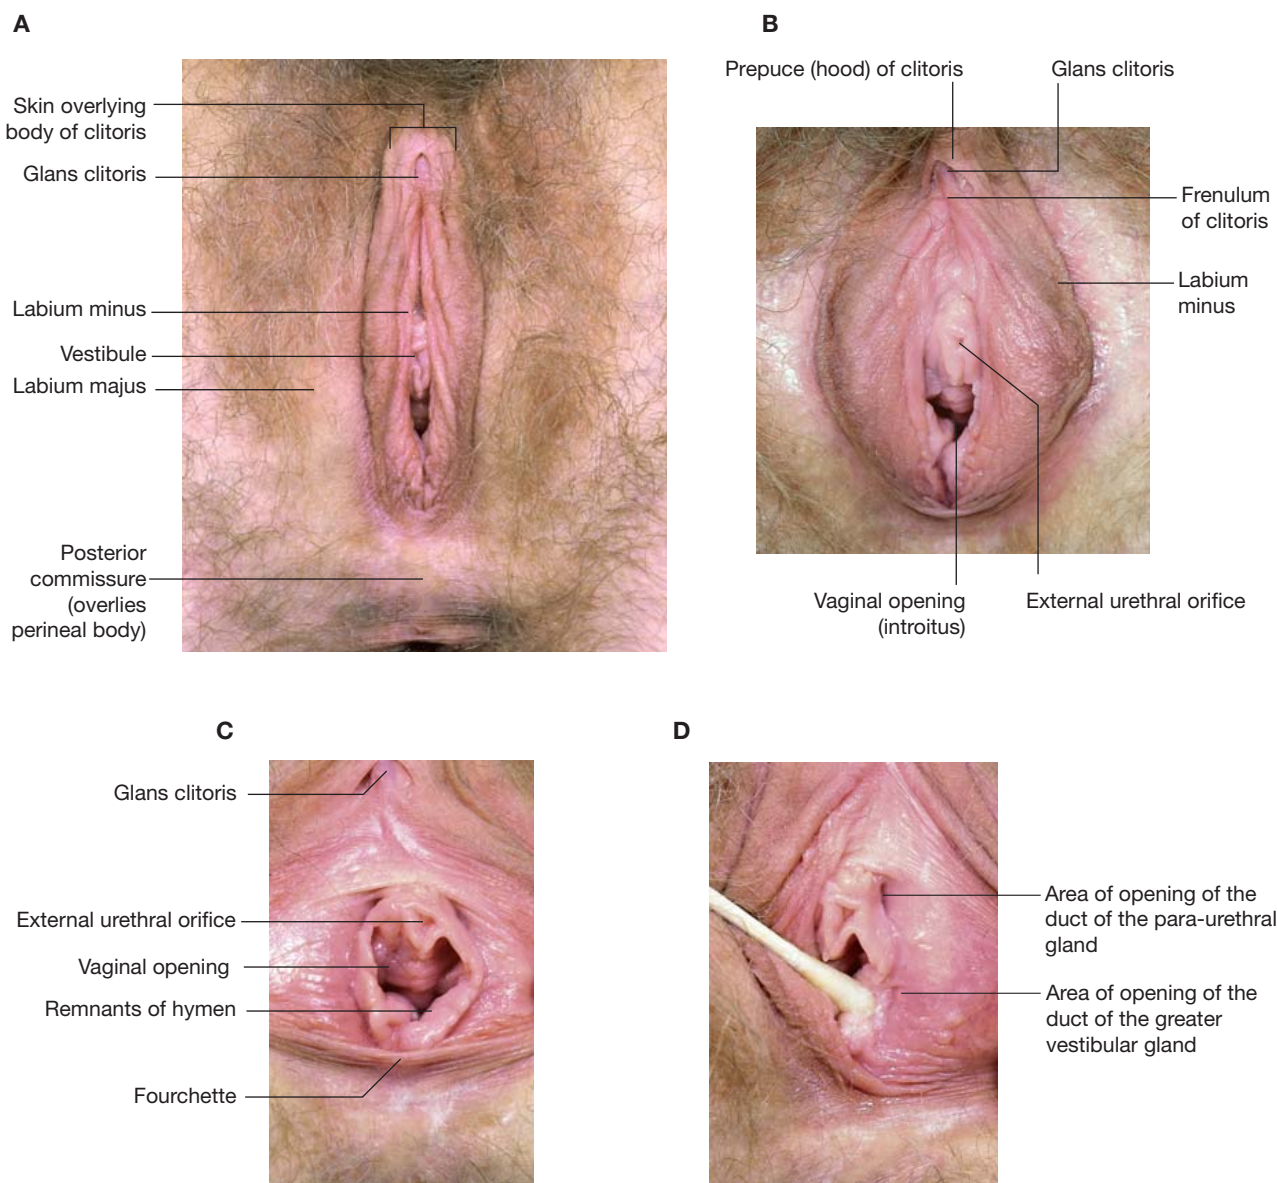 A
Skin overlying
body of clitoris
Glans clitoris
Labium minus
Vestibule
Labium majus
Posterior
commissure
(overlies
perineal body)
B
Prepuce (hood) of clitoris
Glans clitoris
Frenulum
of clitoris
Labium
minus
Vaginal opening
(introitus)
External urethral orifice
C
Glans clitoris
External urethral orifice
Vaginal opening
Remnants of hymen
Fourchette
D
Area of opening of the
duct of the para-urethral
gland
Area of opening of the
duct of the greater
vestibular gland